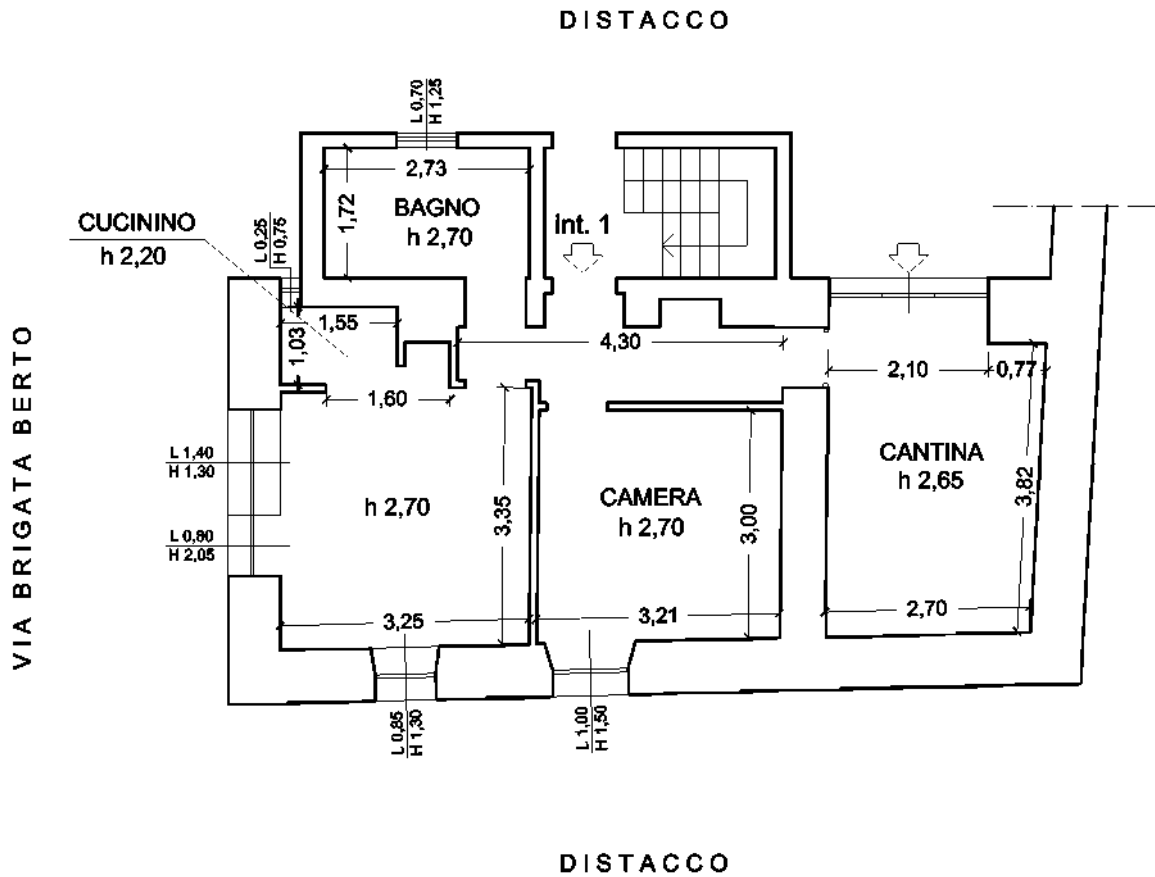 DISTACCO
L 0,70
H 1,25
2,73
1,72
BAGNO
h 2,70
int. 1
CUCININO
h 2,20
L 0,25
H 0,75
1,55
1,03
4,30
1,60
2,10
0,77
VIA BRIGATA BERTO
L 1,40
H 1,30
L 0,80
H 2,05
h 2,70
3,35
CAMERA
h 2,70
3,00
CANTINA
h 2,65
3,82
3,25
3,21
2,70
L 0,85
H 1,30
L 1,00
H 1,50
DISTACCO